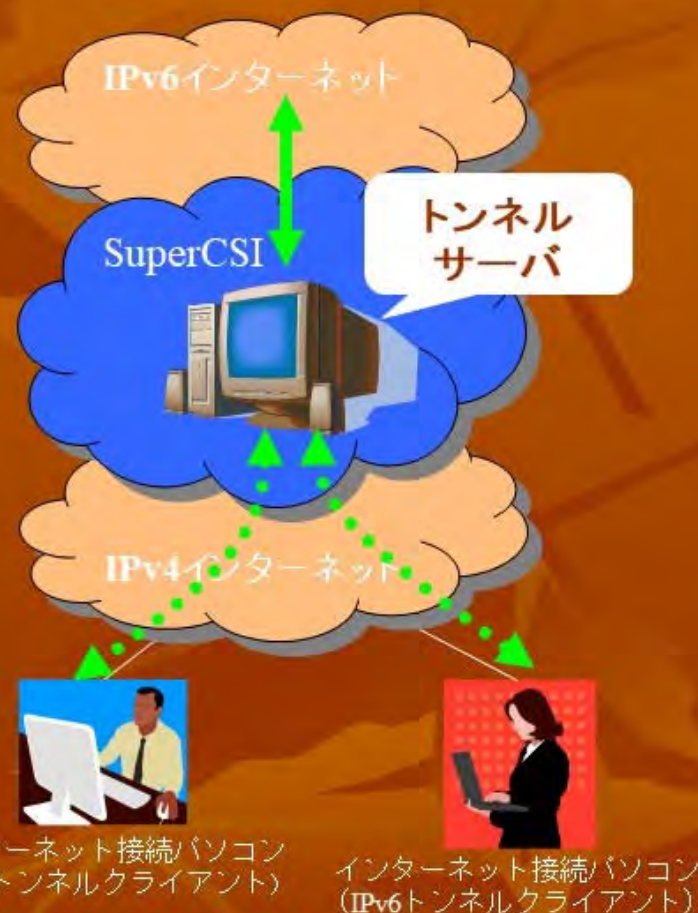 IPv6インターネット
SuperCSI
トンネル
サーバ
IPv4インターネット
ーネット接続パソコン
トンネルクライアント)
インターネット接続パソコン
(IPv6トンネルクライアント)